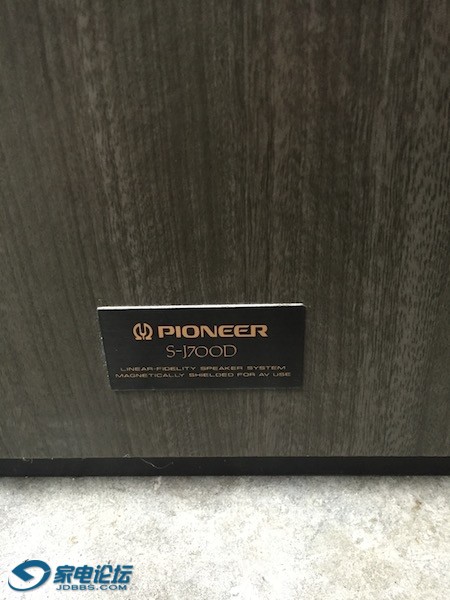 PIONEER
S-J700D
LINEAR-FIDELITY SPEAKER SYSTEM
MAGNETICALLY SHIELDED FOR AV USE
家电论坛
JDBBS.COM